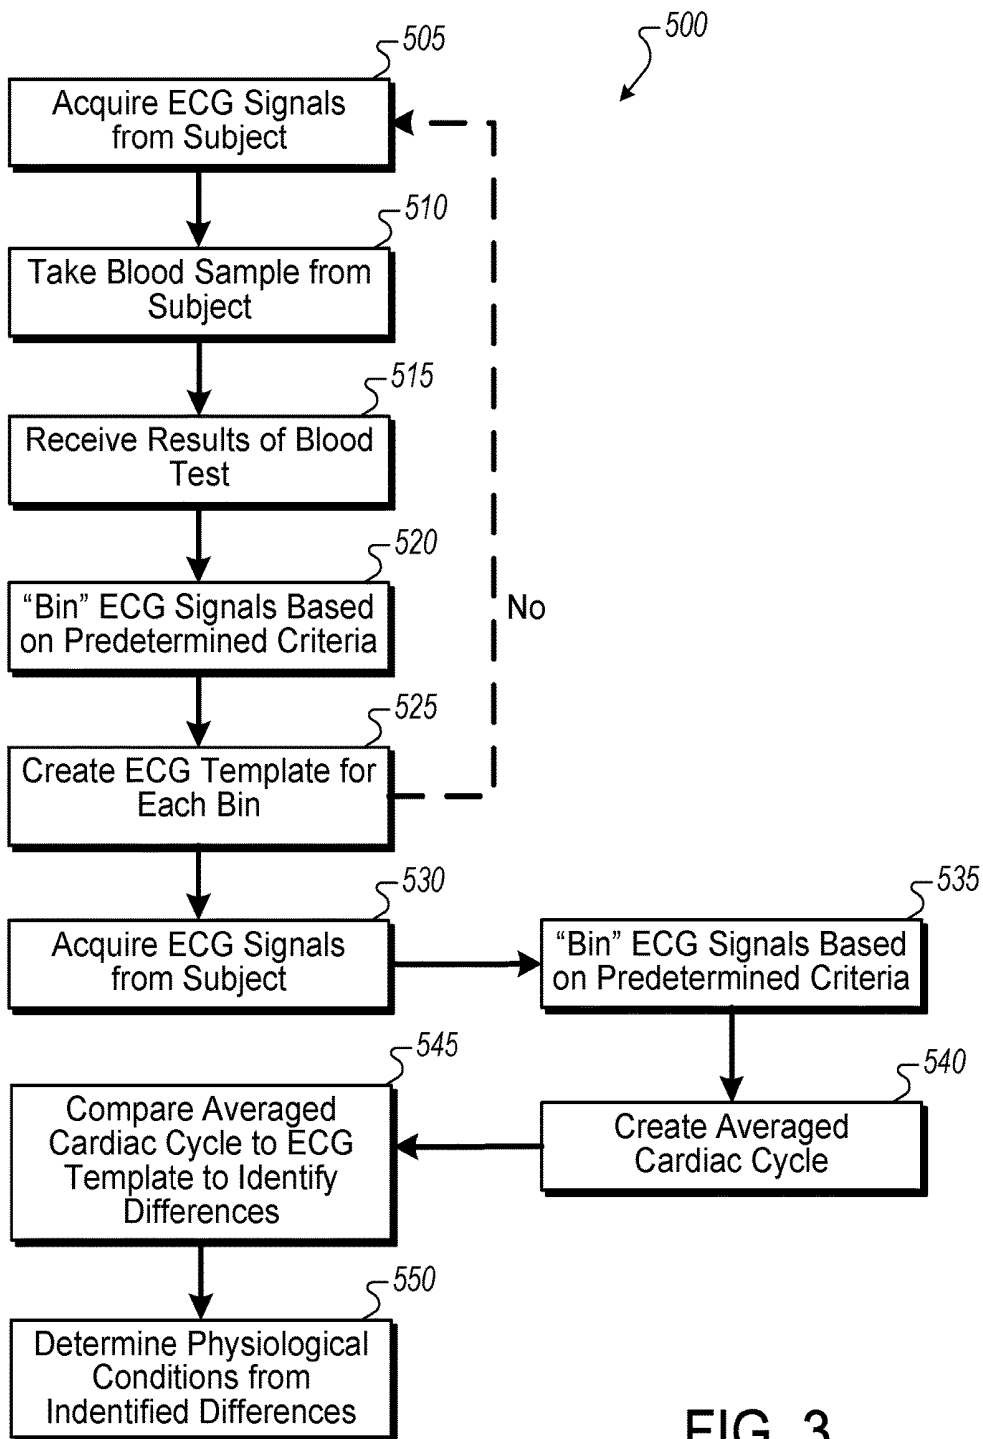 500
505
Acquire ECG Signals
from Subject
510
Take Blood Sample from
Subject
515
Receive Results of Blood
Test
520
“Bin” ECG Signals Based
on Predetermined Criteria
No
525
Create ECG Template for
Each Bin
530
Acquire ECG Signals
from Subject
535
“Bin” ECG Signals Based
on Predetermined Criteria
540
Create Averaged
Cardiac Cycle
545
Compare Averaged
Cardiac Cycle to ECG
Template to Identify
Differences
550
Determine Physiological
Conditions from
Indentified Differences
FIG. 3